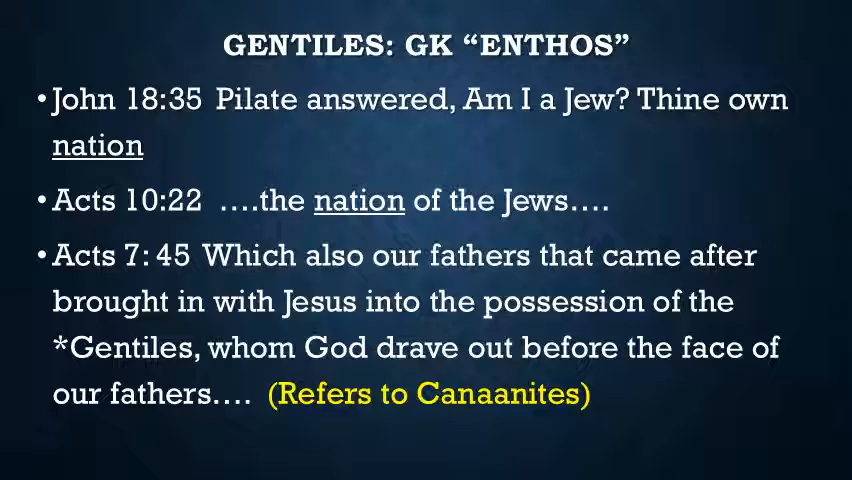 GENTILES: GK “ENTHOS”
•John 18:35 Pilate answered, Am I a Jew? Thine own
nation
•Acts 10:22 ….the nation of the Jews….
•Acts 7: 45 Which also our fathers that came after
brought in with Jesus into the possession of the
*Gentiles, whom God drave out before the face of
our fathers…. (Refers to Canaanites)